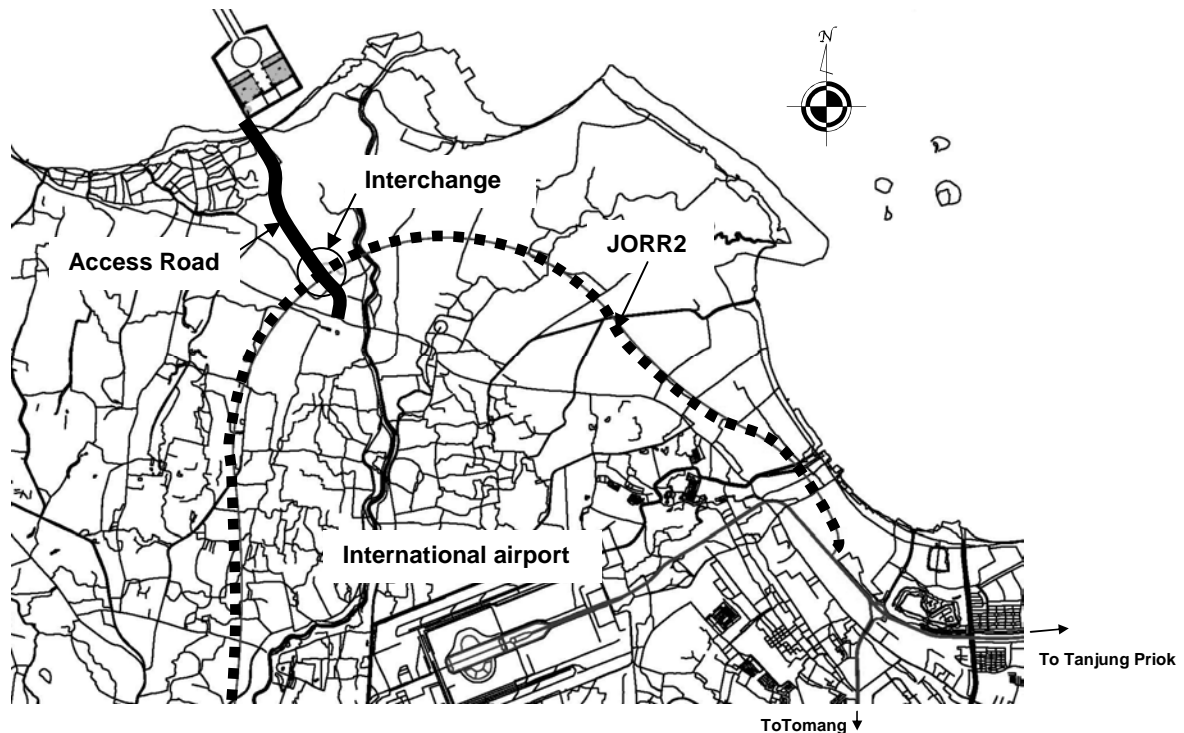 N
Interchange
JORR2
Access Road
International airport
To Tanjung Priok
ToTomang